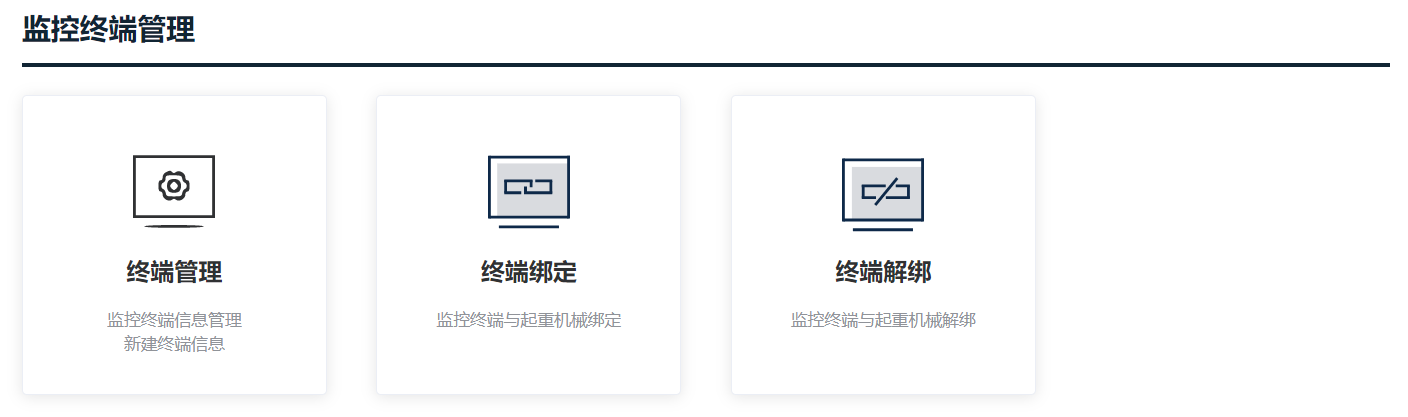 监控终端管理
终端管理
监控终端信息管理
新建终端信息
终端绑定
监控终端与起重机械绑定
终端解绑
监控终端与起重机械解绑